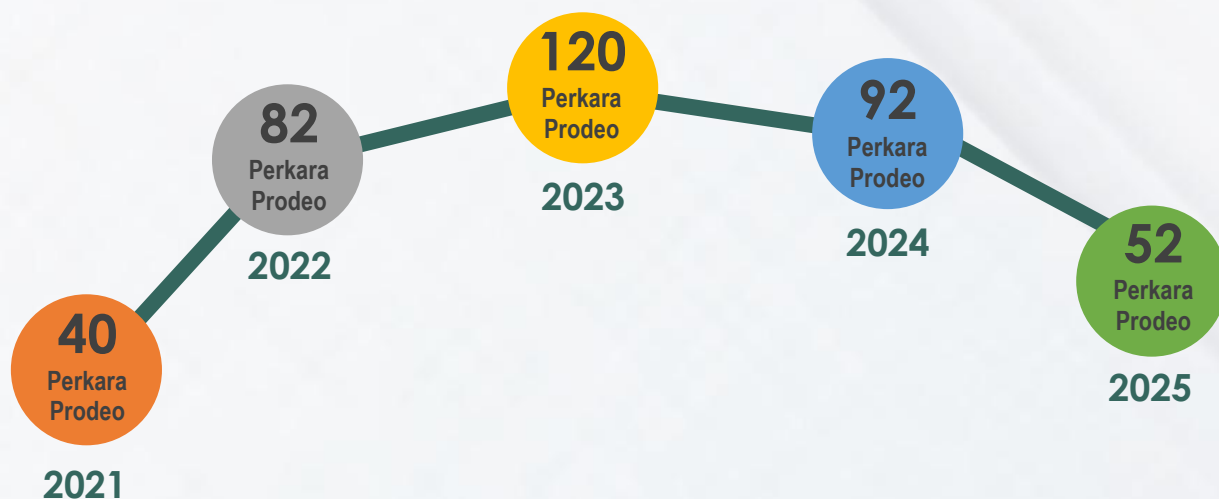 40
Perkara
Prodeo
2021
82
Perkara
Prodeo
2022
120
Perkara
Prodeo
2023
92
Perkara
Prodeo
2024
52
Perkara
Prodeo
2025